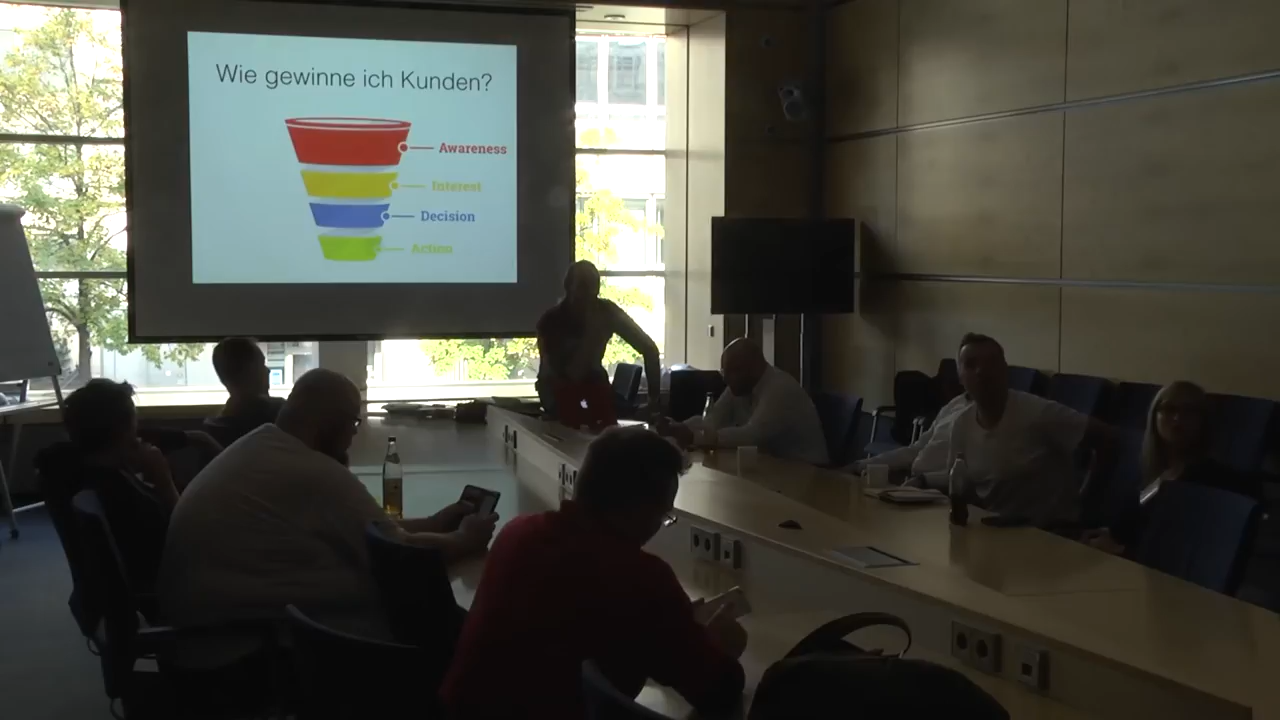 Wie gewinne ich Kunden?
Awareness
Interest
Decision
Action